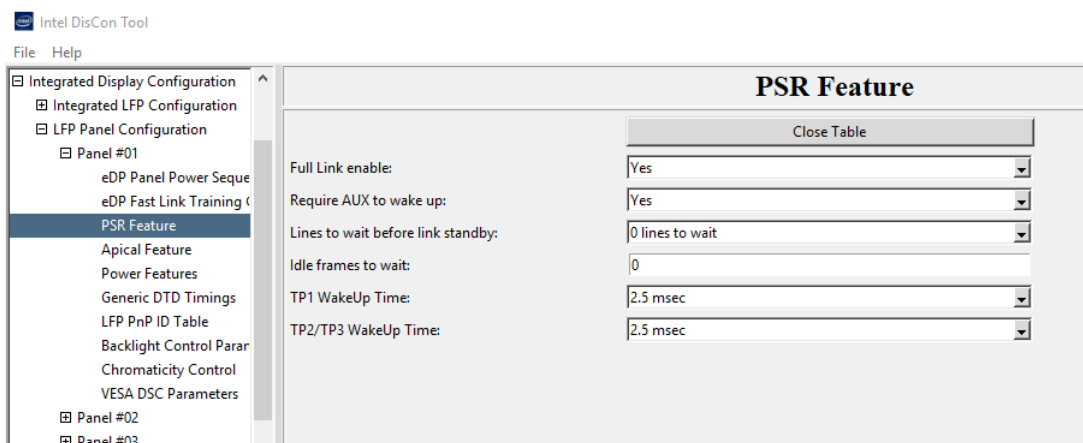 Intel DisCon Tool
File Help
Integrated Display Configuration
Integrated LFP Configuration
LFP Panel Configuration
Panel #01
eDP Panel Power Seque
eDP Fast Link Training
PSR Feature
Apical Feature
Power Features
Generic DTD Timings
LFP PnP ID Table
Backlight Control Paran
Chromaticity Control
VESA DSC Parameters
Panel #02
Panel #03
PSR Feature
Close Table
Full Link enable: Yes
Require AUX to wake up: Yes
Lines to wait before link standby: 0 lines to wait
Idle frames to wait: 0
TP1 WakeUp Time: 2.5 msec
TP2/TP3 WakeUp Time: 2.5 msec